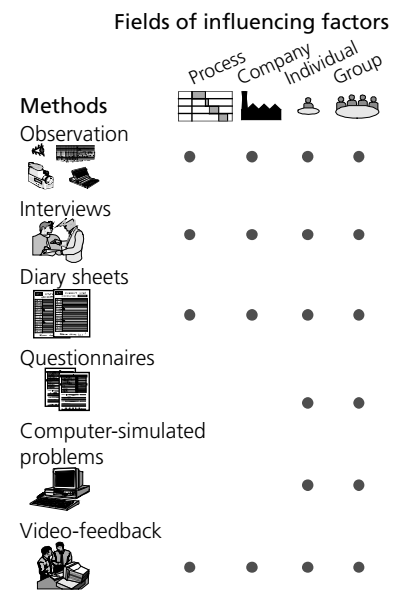 Fields of influencing factors
Process
Company
Individual
Group
Methods
Observation
Interviews
Diary sheets
Questionnaires
Computer-simulated
problems
Video-feedback